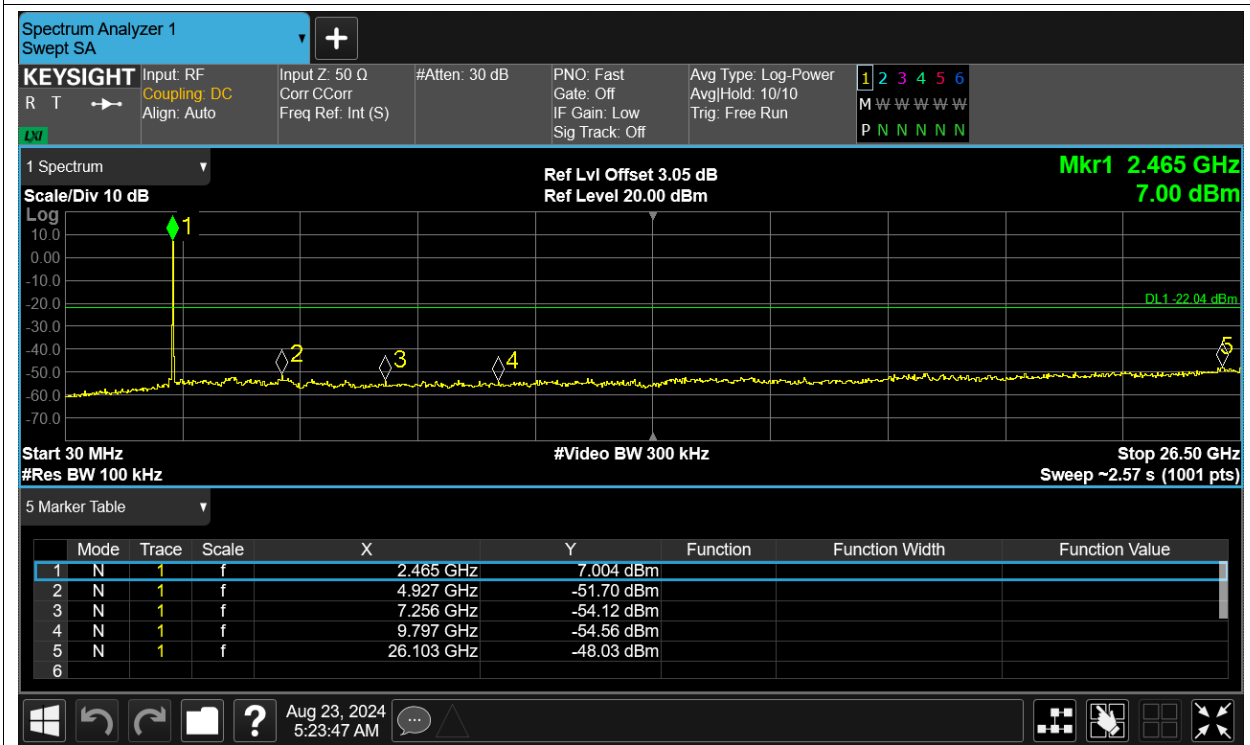 Spectrum Analyzer 1
Swept SA
KEYSIGHT
R T
LXI
Input: RF
Coupling: DC
Align: Auto
Input Z: 50 Ω
Corr CCorr
Freq Ref: Int (S)
#Atten: 30 dB
PNO: Fast
Gate: Off
IF Gain: Low
Sig Track: Off
Avg Type: Log-Power
Avg|Hold: 10/10
Trig: Free Run
1 2 3 4 5 6
M W W W W W
P N N N N N
1 Spectrum
Scale/Div 10 dB
Ref Lvl Offset 3.05 dB
Ref Level 20.00 dBm
Mkr1 2.465 GHz
7.00 dBm
Log
10.0
0.00
-10.0
-20.0
-30.0
-40.0
-50.0
-60.0
-70.0
1
2
3
4
5
DL1 -22.04 dBm
Start 30 MHz
#Res BW 100 kHz
#Video BW 300 kHz
Stop 26.50 GHz
Sweep ~2.57 s (1001 pts)
5 Marker Table
Mode Trace Scale X Y Function Function Width Function Value
1 N 1 f 2.465 GHz 7.004 dBm
2 N 1 f 4.927 GHz -51.70 dBm
3 N 1 f 7.256 GHz -54.12 dBm
4 N 1 f 9.797 GHz -54.56 dBm
5 N 1 f 26.103 GHz -48.03 dBm
6
?
Aug 23, 2024
5:23:47 AM